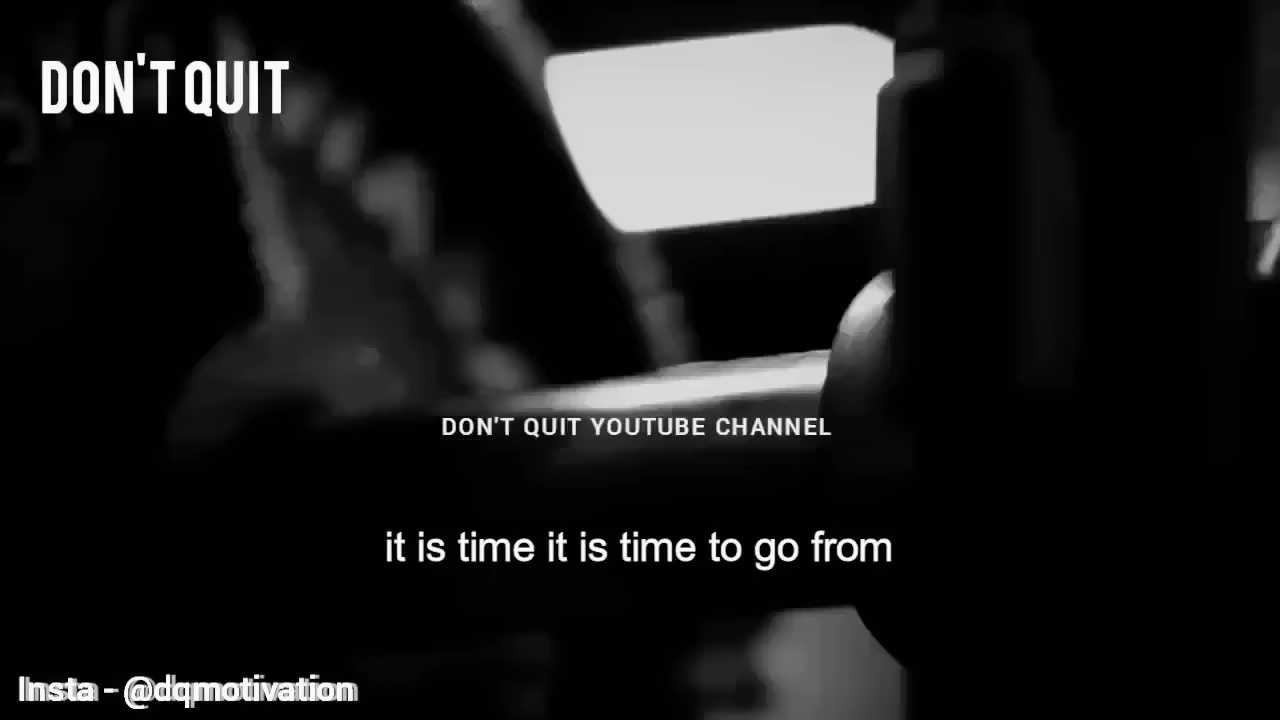 DON'T QUIT
DON'T QUIT YOUTUBE CHANNEL
it is time it is time to go from
Insta - @dqmotivation